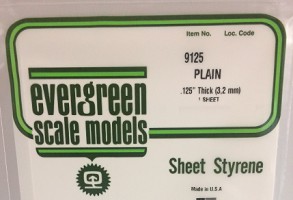 Item No. Loc. Code
9125
PLAIN
.125" Thick (3.2 mm)
1 SHEET
evergreen
scale models
Sheet Styrene
Made in U.S.A